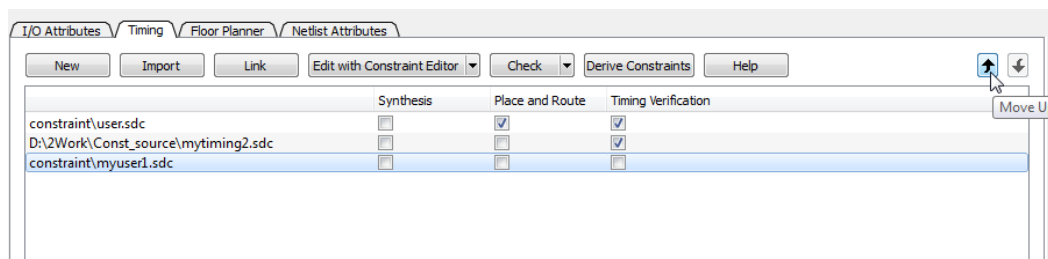 I/O Attributes Timing Floor Planner Netlist Attributes
New Import Link Edit with Constraint Editor Check Derive Constraints Help
Move U
Synthesis Place and Route Timing Verification
constraint\user.sdc
D:\2Work\Const_source\mytiming2.sdc
constraint\myuser1.sdc